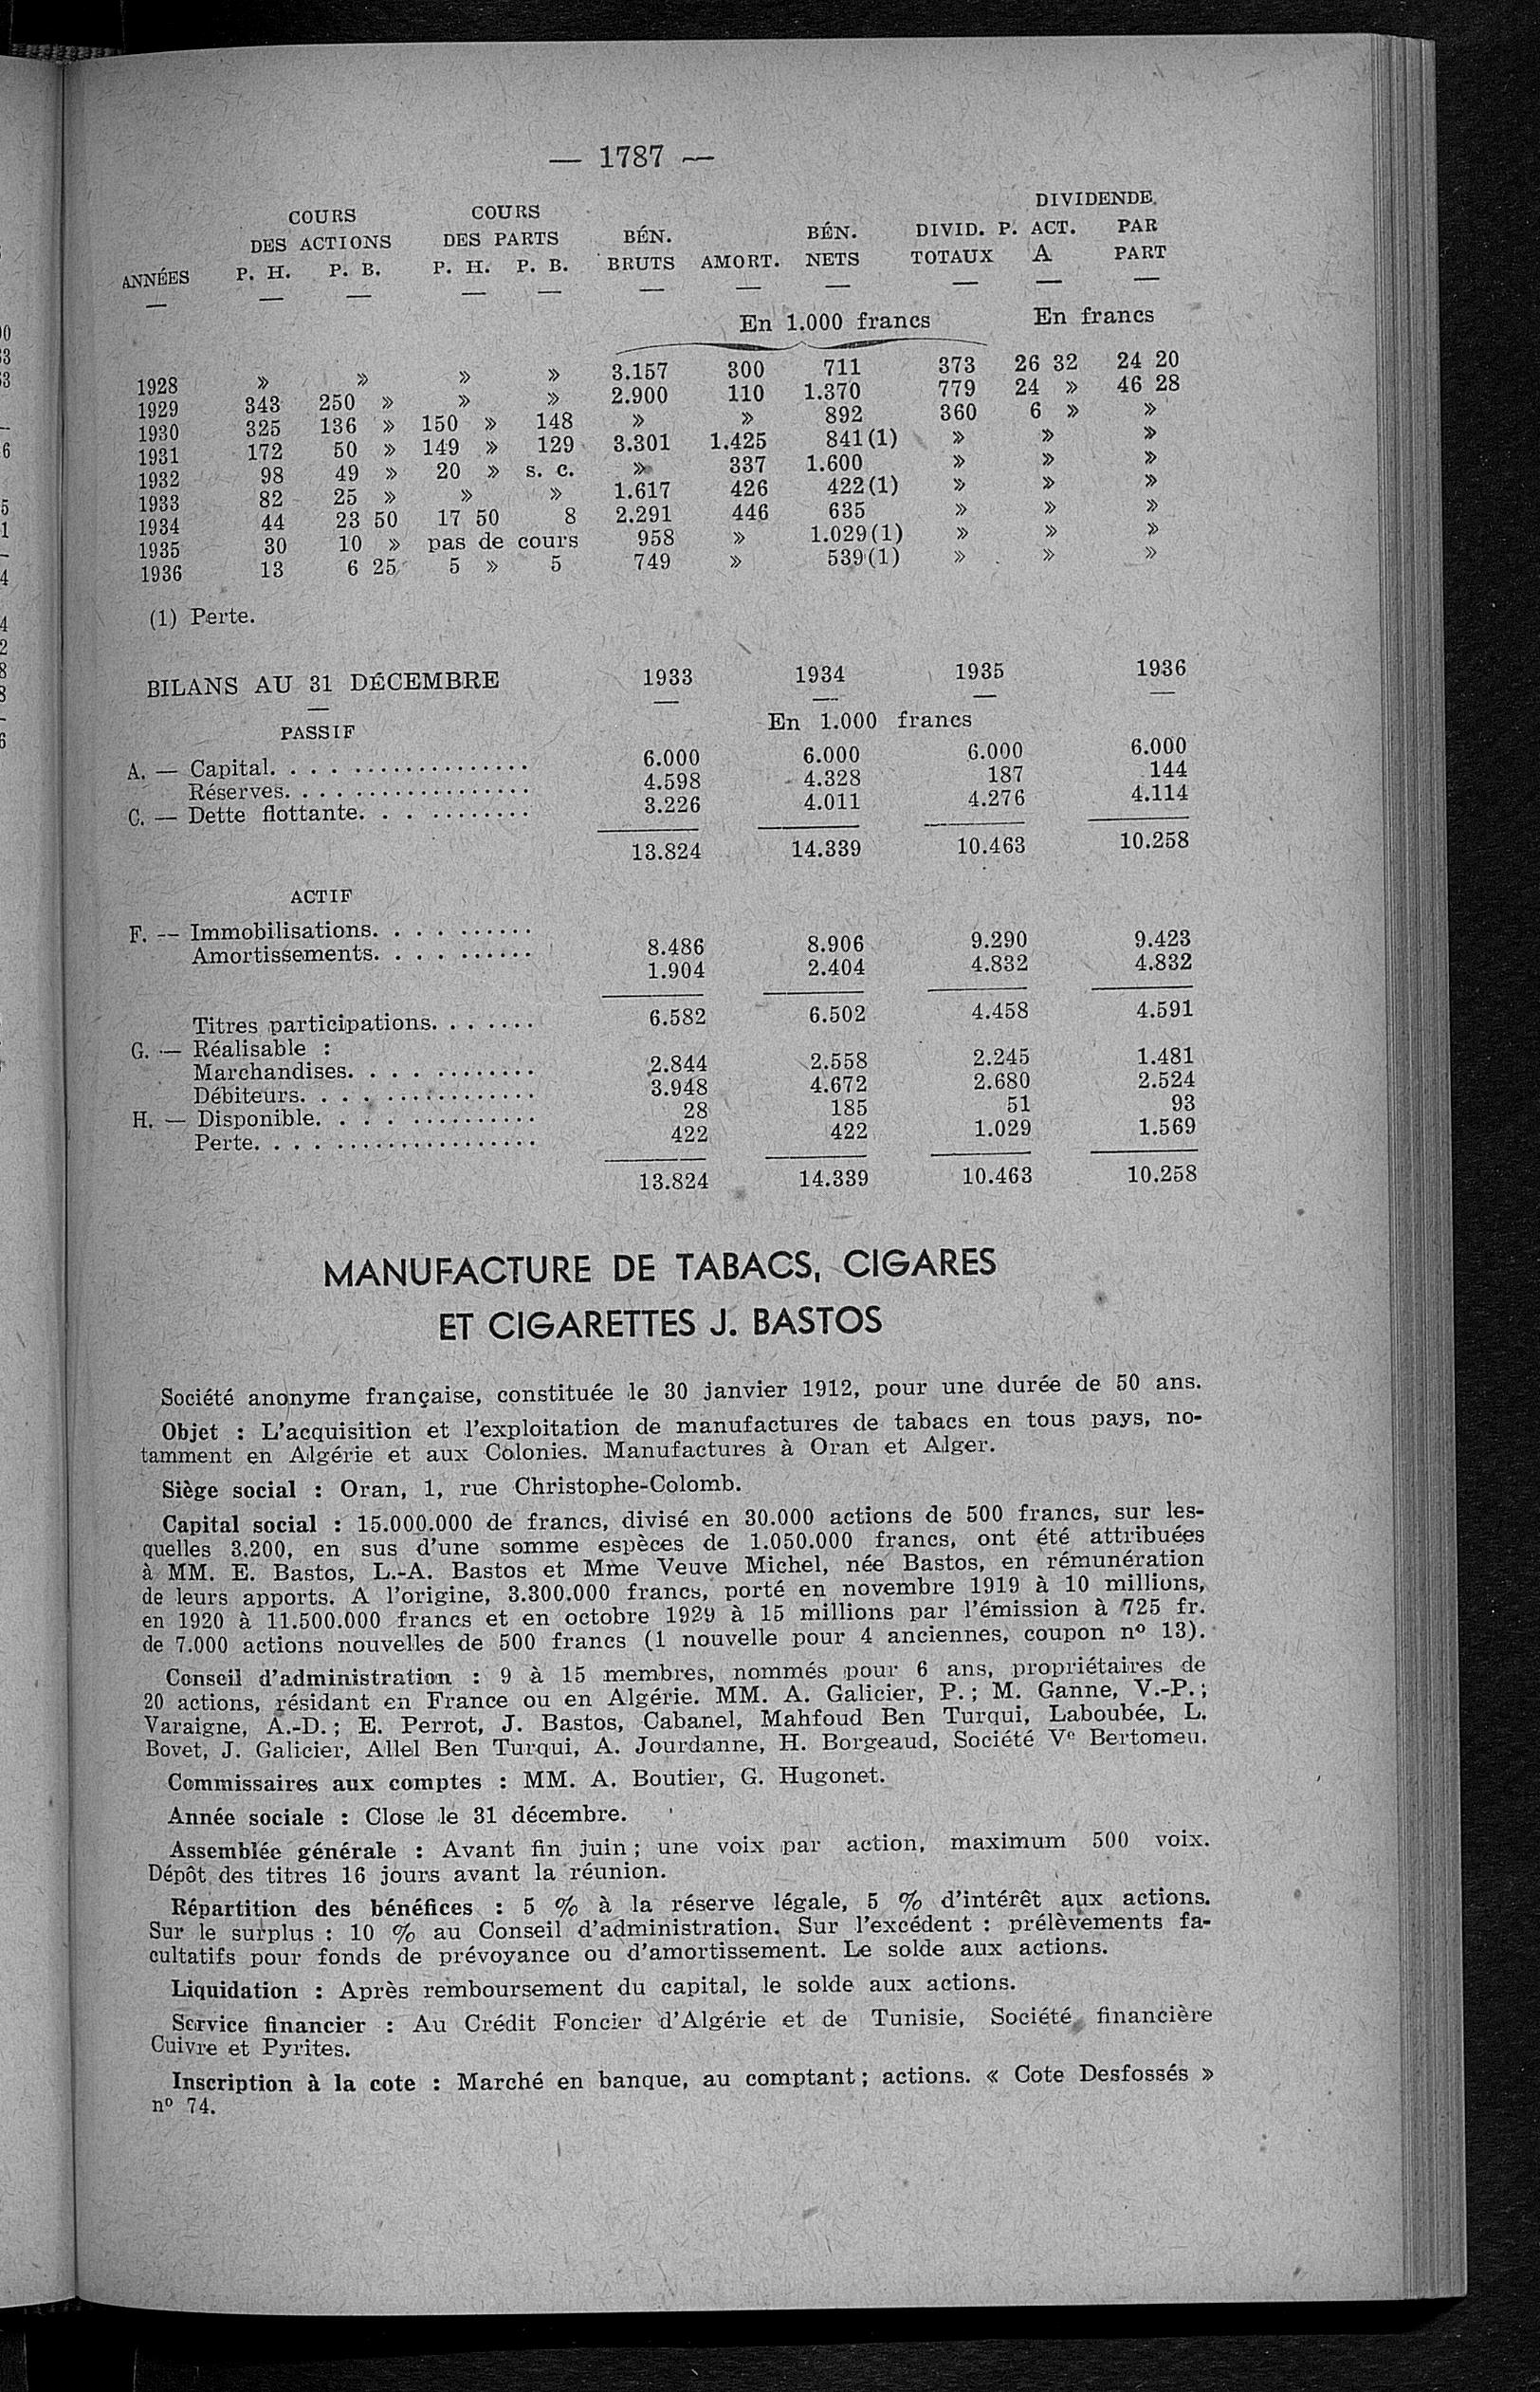 — 1787 —
COURS COURS DIVIDENDE
DES ACTIONS DES PARTS BÉN. BÉN. DIVID. P. ACT. PAR
ANNÉES P. H. P. B. P. H. P. B. BRUTS AMORT. NETS TOTAUX A PART
En 1.000 francs En francs
1928 » » » » 3.157 300 711 373 26 32 24 20
1929 343 250 » » » 2.900 110 1.370 779 24 » 46 28
1930 325 136 » 150 » 148 » » 892 360 6 » »
1931 172 50 » 149 » 129 3.301 1.425 841(1) » » »
1932 98 49 » 20 » s. c. » 337 1.600 » » »
1933 82 25 » » » 1.617 426 422(1) » » »
1934 44 23 50 17 50 8 2.291 446 635 » » »
1935 30 10 » pas de cours 958 » 1.029(1) » » »
1936 13 6 25 5 » 5 749 » 539(1) » » »
(1) Perte.
BILANS AU 31 DÉCEMBRE 1933 1934 1935 1936
PASSIF En 1.000 francs
A. — Capital. . . . . . . . . . . . . . . . . . . 6.000 6.000 6.000 6.000
Réserves. . . . . . . . . . . . . . . . . . . 4.598 4.328 187 144
C. — Dette flottante. . . . . . . . . . . . 3.226 4.011 4.276 4.114
13.824 14.339 10.463 10.258
ACTIF
F. — Immobilisations. . . . . . . . . . . 8.486 8.906 9.290 9.423
Amortissements. . . . . . . . . . . 1.904 2.404 4.832 4.832
6.582 6.502 4.458 4.591
Titres participations. . . . . . .
G. — Réalisable :
Marchandises. . . . . . . . . . . . . 2.844 2.558 2.245 1.481
Débiteurs. . . . . . . . . . . . . . . . 3.948 4.672 2.680 2.524
H. — Disponible. . . . . . . . . . . . . . . 28 185 51 93
Perte. . . . . . . . . . . . . . . . . . . 422 422 1.029 1.569
13.824 14.339 10.463 10.258
MANUFACTURE DE TABACS, CIGARES
ET CIGARETTES J. BASTOS
Société anonyme française, constituée le 30 janvier 1912, pour une durée de 50 ans.
Objet : L'acquisition et l'exploitation de manufactures de tabacs en tous pays, no-
tamment en Algérie et aux Colonies. Manufactures à Oran et Alger.
Siège social : Oran, 1, rue Christophe-Colomb.
Capital social : 15.000.000 de francs, divisé en 30.000 actions de 500 francs, sur les-
quelles 3.200, en sus d'une somme espèces de 1.050.000 francs, ont été attribuées
à MM. E. Bastos, L.-A. Bastos et Mme Veuve Michel, née Bastos, en rémunération
de leurs apports. A l'origine, 3.300.000 francs, porté en novembre 1919 à 10 millions,
en 1920 à 11.500.000 francs et en octobre 1929 à 15 millions par l'émission à 725 fr.
de 7.000 actions nouvelles de 500 francs (1 nouvelle pour 4 anciennes, coupon nº 13).
Conseil d'administration : 9 à 15 membres, nommés pour 6 ans, propriétaires de
20 actions, résidant en France ou en Algérie. MM. A. Galicier, P. ; M. Ganne, V.-P. ;
Varaigne, A.-D. ; E. Perrot, J. Bastos, Cabanel, Mahfoud Ben Turqui, Laboubée, L.
Bovet, J. Galicier, Allel Ben Turqui, A. Jourdanne, H. Borgeaud, Société Vᵉ Bertomeu.
Commissaires aux comptes : MM. A. Boutier, G. Hugonet.
Année sociale : Close le 31 décembre.
Assemblée générale : Avant fin juin ; une voix par action, maximum 500 voix.
Dépôt des titres 16 jours avant la réunion.
Répartition des bénéfices : 5 % à la réserve légale, 5 % d'intérêt aux actions.
Sur le surplus : 10 % au Conseil d'administration. Sur l'excédent : prélèvements fa-
cultatifs pour fonds de prévoyance ou d'amortissement. Le solde aux actions.
Liquidation : Après remboursement du capital, le solde aux actions.
Service financier : Au Crédit Foncier d'Algérie et de Tunisie, Société financière
Cuivre et Pyrites.
Inscription à la cote : Marché en banque, au comptant ; actions. « Cote Desfossés »
nº 74.